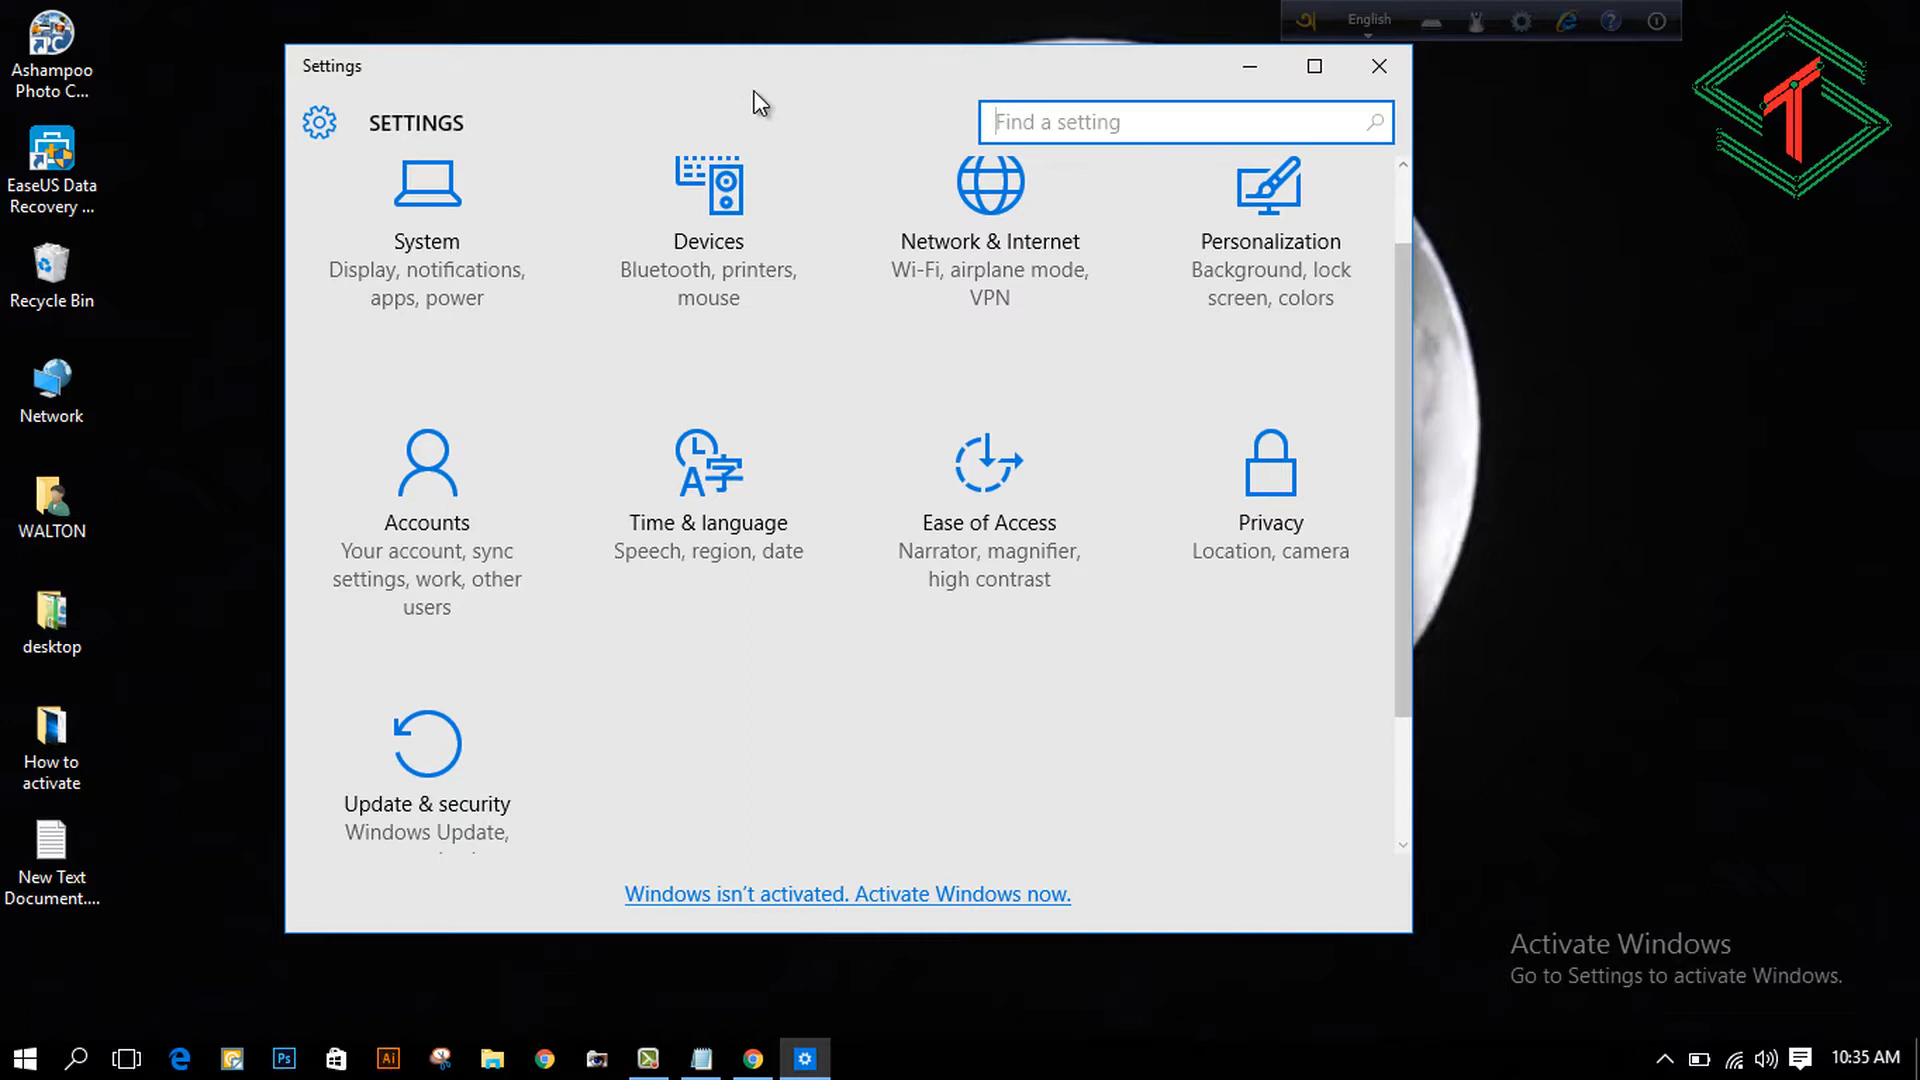 Ashampoo
Photo C...
EaseUS Data
Recovery ...
Recycle Bin
Network
WALTON
desktop
How to
activate
New Text
Document....
English
Settings
SETTINGS
Find a setting
System
Display, notifications,
apps, power
Devices
Bluetooth, printers,
mouse
Network & Internet
Wi-Fi, airplane mode,
VPN
Personalization
Background, lock
screen, colors
Accounts
Your account, sync
settings, work, other
users
Time & language
Speech, region, date
Ease of Access
Narrator, magnifier,
high contrast
Privacy
Location, camera
Update & security
Windows Update,
Windows isn't activated. Activate Windows now.
Activate Windows
Go to Settings to activate Windows.
Ps
Ai
10:35 AM